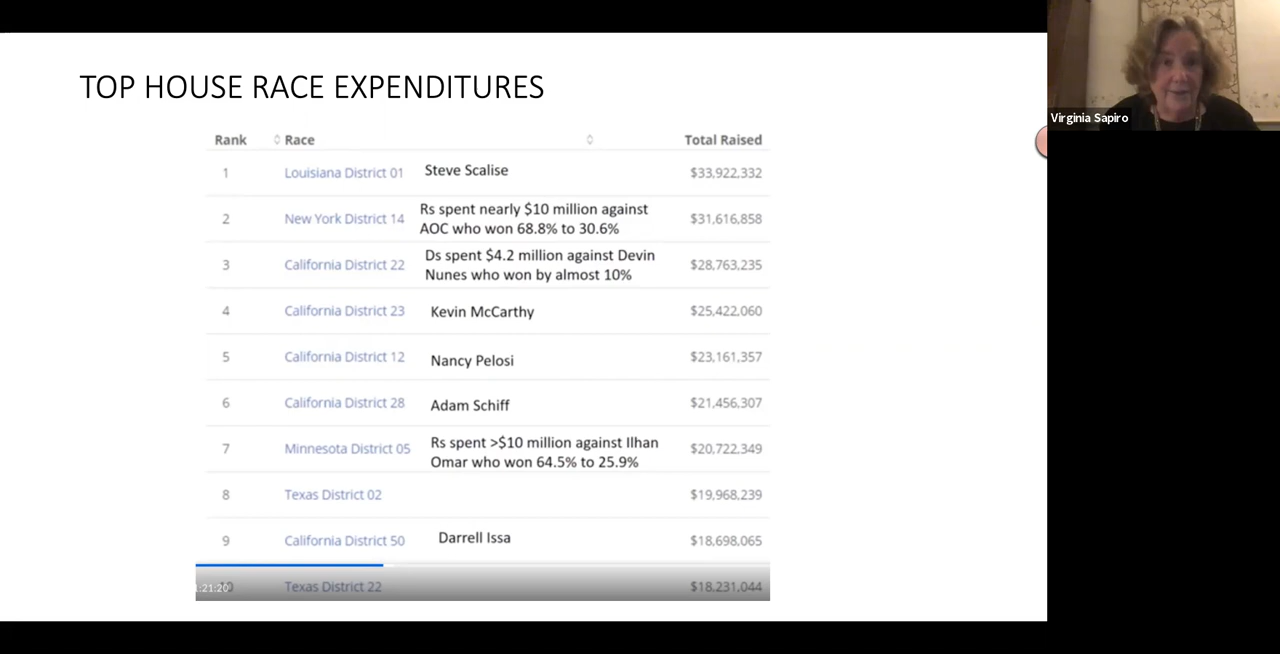 TOP HOUSE RACE EXPENDITURES
Rank Race Total Raised
1 Louisiana District 01 Steve Scalise $33,922,332
2 New York District 14 Rs spent nearly $10 million against $31,616,858
AOC who won 68.8% to 30.6%
3 California District 22 Ds spent $4.2 million against Devin $28,763,235
Nunes who won by almost 10%
4 California District 23 Kevin McCarthy $25,422,060
5 California District 12 Nancy Pelosi $23,161,357
6 California District 28 Adam Schiff $21,456,307
7 Minnesota District 05 Rs spent >$10 million against Ilhan $20,722,349
Omar who won 64.5% to 25.9%
8 Texas District 02 $19,968,239
9 California District 50 Darrell Issa $18,698,065
10 Texas District 22 $18,231,044
:21:20
Virginia Sapiro